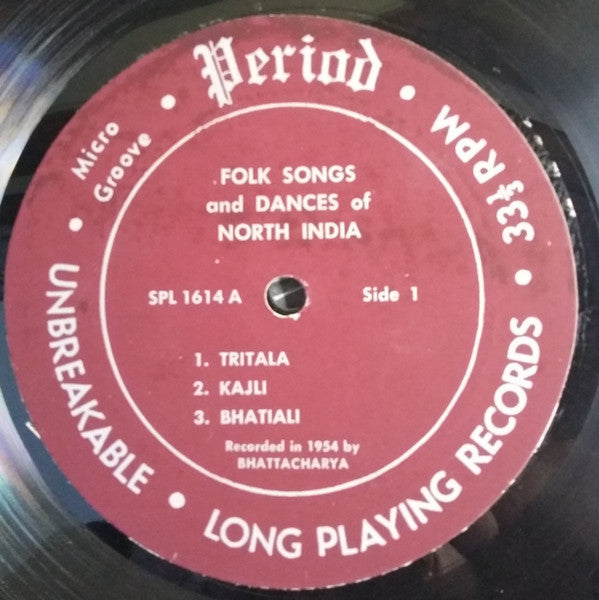 Period
Micro
Groove
33⅓ RPM
FOLK SONGS
and DANCES of
NORTH INDIA
SPL 1614 A
Side 1
1. TRITALA
2. KAJLI
3. BHATIALI
Recorded in 1954 by
BHATTACHARYA
UNBREAKABLE • LONG PLAYING RECORDS •